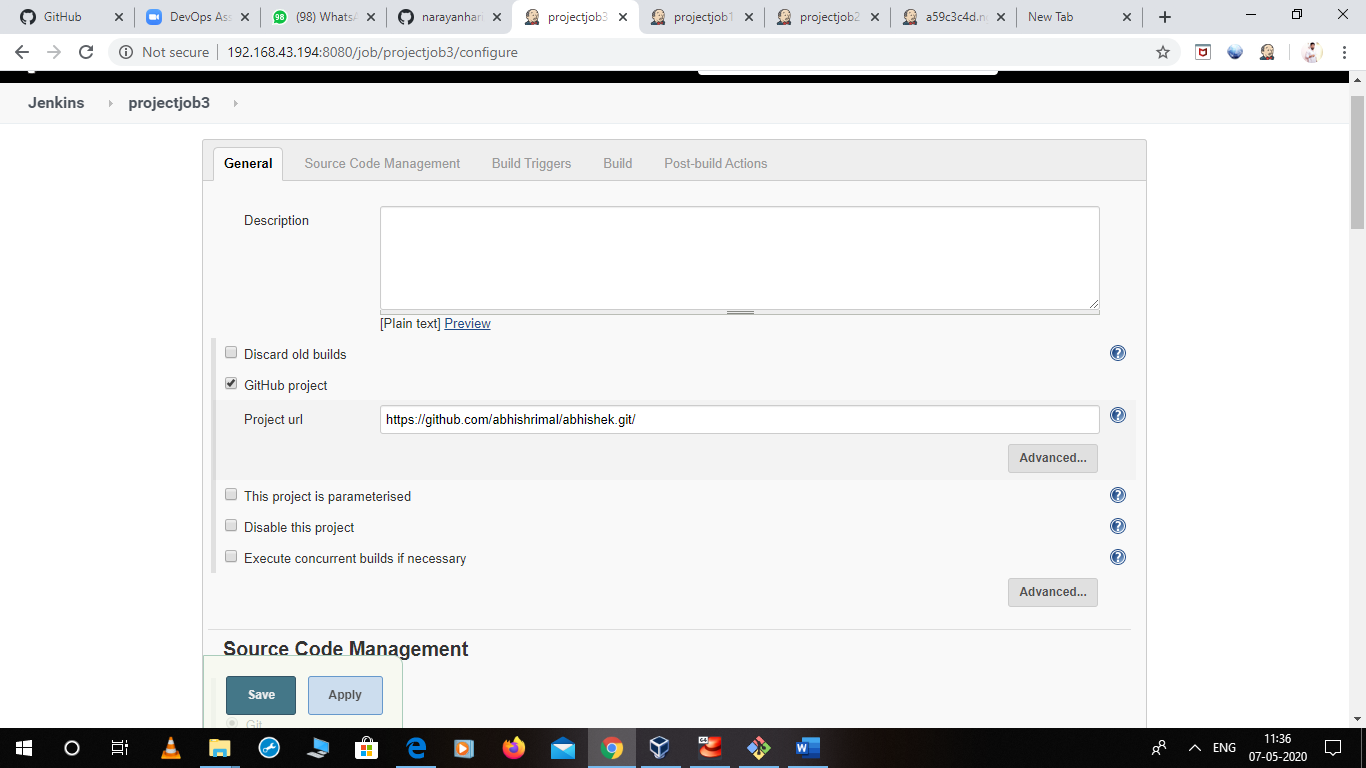 GitHub
DevOps Ass
98
(98) WhatsA
narayanhari
projectjob3
projectjob1
projectjob2
a59c3c4d.n
New Tab
Not secure
192.168.43.194:8080/job/projectjob3/configure
Jenkins
projectjob3
General
Source Code Management
Build Triggers
Build
Post-build Actions
Description
[Plain text] Preview
Discard old builds
?
GitHub project
Project url
https://github.com/abhishrimal/abhishek.git/
?
Advanced...
This project is parameterised
?
Disable this project
?
Execute concurrent builds if necessary
?
Advanced...
Source Code Management
Save
Apply
Git
ENG
11:36
07-05-2020